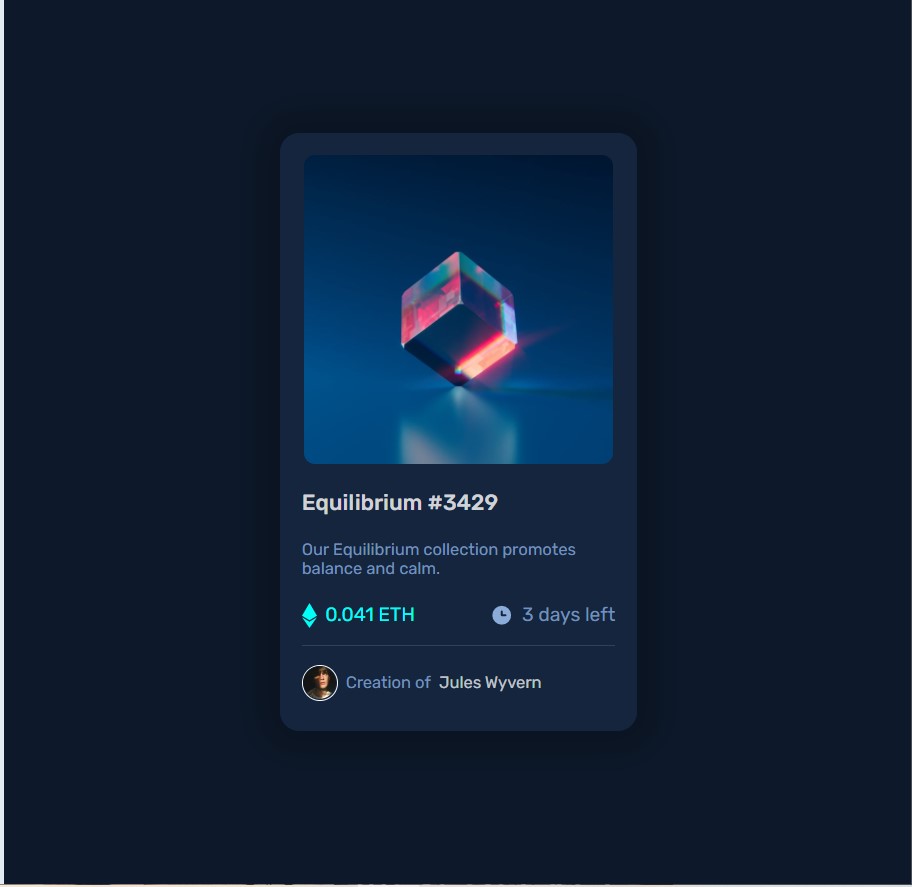 Equilibrium #3429
Our Equilibrium collection promotes
balance and calm.
0.041 ETH
3 days left
Creation of Jules Wyvern